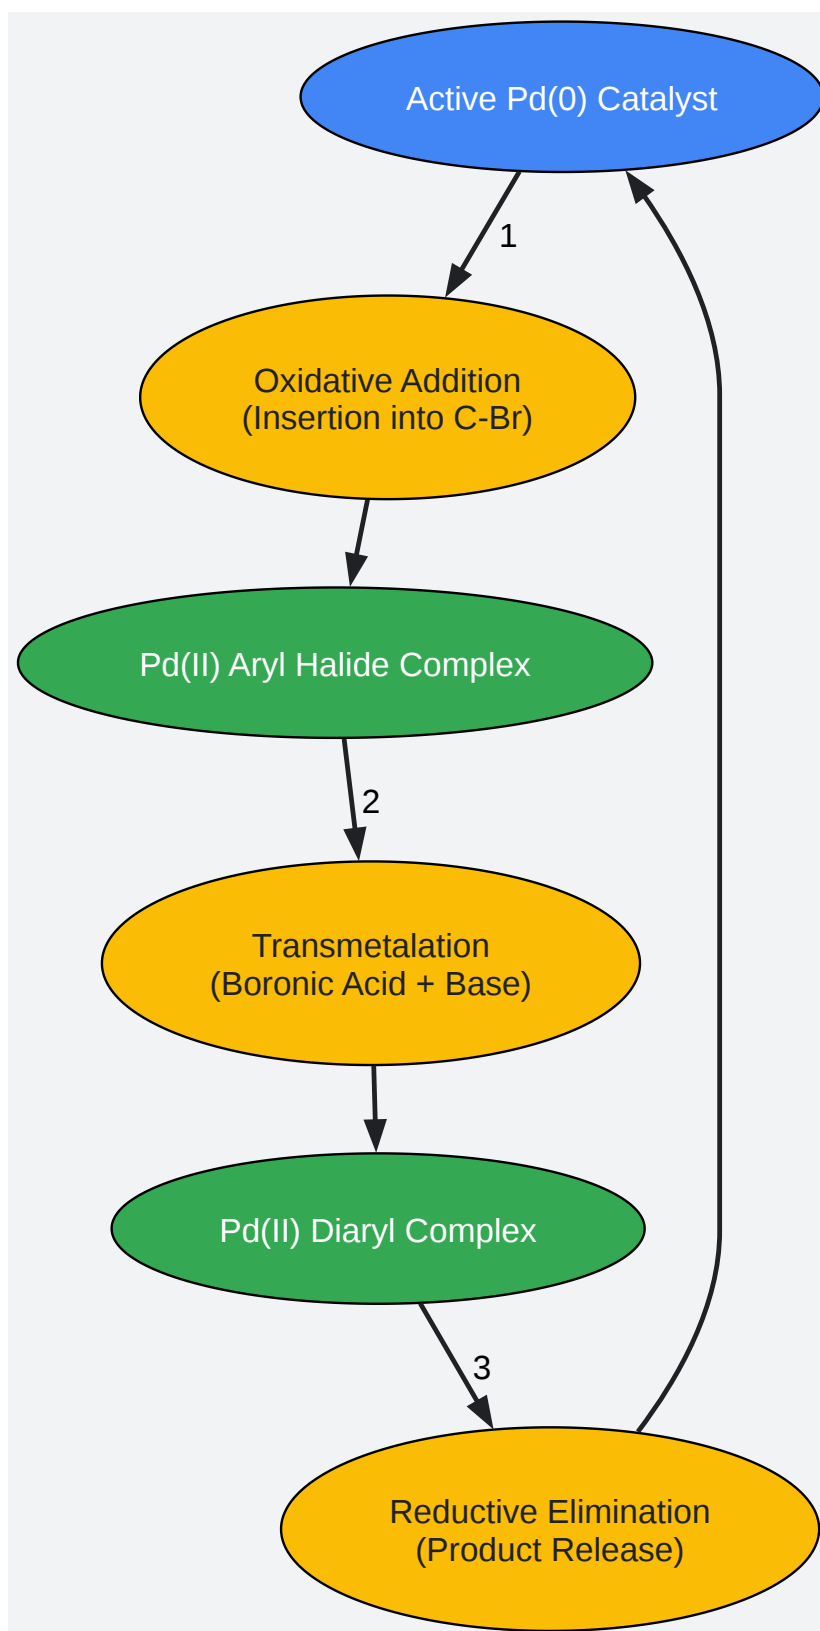 Active Pd(0) Catalyst
1
Oxidative Addition
(Insertion into C-Br)
Pd(II) Aryl Halide Complex
2
Transmetalation
(Boronic Acid + Base)
Pd(II) Diaryl Complex
3
Reductive Elimination
(Product Release)